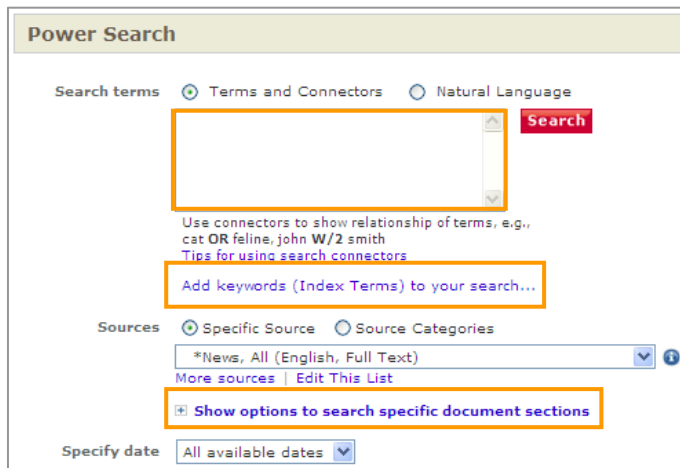 Power Search
Search terms Terms and Connectors Natural Language
Search
Use connectors to show relationship of terms, e.g.,
cat OR feline, john W/2 smith
Tips for using search connectors
Add keywords (Index Terms) to your search...
Sources Specific Source Source Categories
*News, All (English, Full Text)
More sources | Edit This List
Show options to search specific document sections
Specify date All available dates